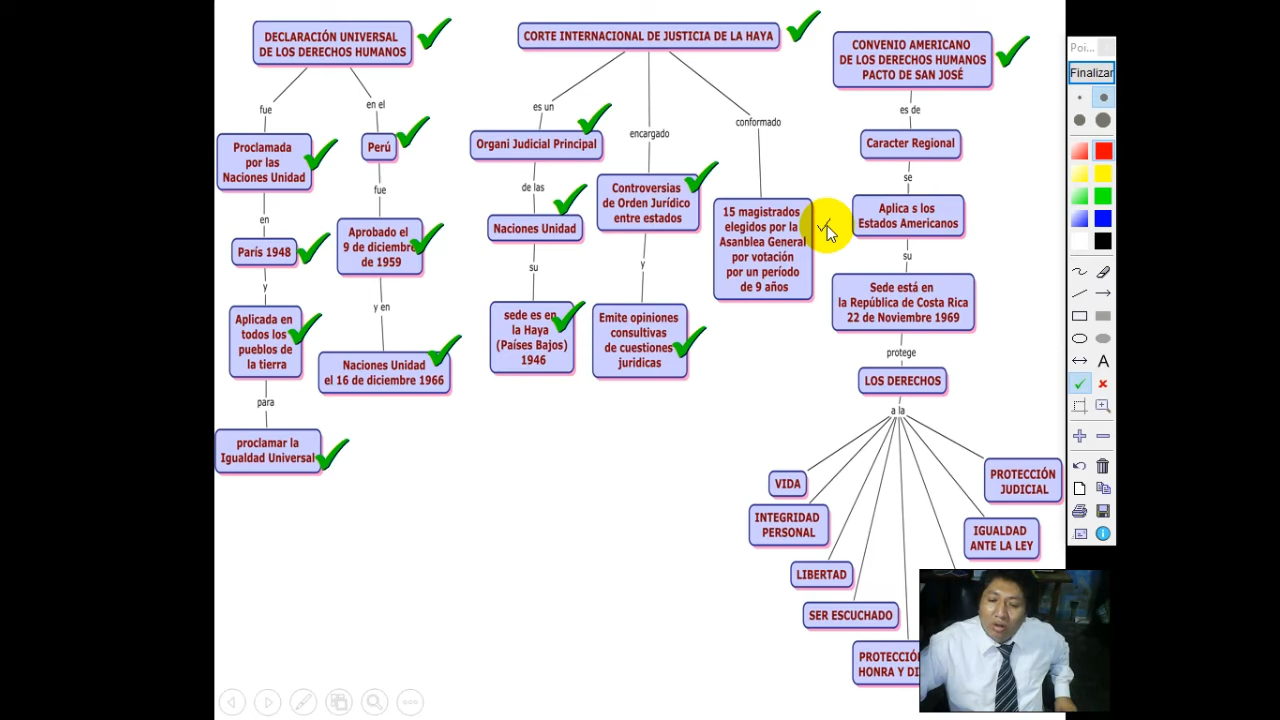 DECLARACIÓN UNIVERSAL
DE LOS DERECHOS HUMANOS
fue
en el
Proclamada
por las
Naciones Unidad
Perú
en
fue
París 1948
Aprobado el
9 de diciembre
de 1959
y
y en
Aplicada en
todos los
pueblos de
la tierra
Naciones Unidad
el 16 de diciembre 1966
para
proclamar la
Igualdad Universal
CORTE INTERNACIONAL DE JUSTICIA DE LA HAYA
es un
encargado
conformado
Organi Judicial Principal
de las
Controversias
de Orden Jurídico
entre estados
15 magistrados
elegidos por la
Asanblea General
por votación
por un período
de 9 años
Naciones Unidad
su
y
sede es en
la Haya
(Países Bajos)
1946
Emite opiniones
consultivas
de cuestiones
juridicas
CONVENIO AMERICANO
DE LOS DERECHOS HUMANOS
PACTO DE SAN JOSÉ
es de
Caracter Regional
se
Aplica s los
Estados Americanos
su
Sede está en
la República de Costa Rica
22 de Noviembre 1969
protege
LOS DERECHOS
a la
VIDA
INTEGRIDAD
PERSONAL
LIBERTAD
SER ESCUCHADO
PROTECCIÓN
HONRA Y
IGUALDAD
ANTE LA LEY
PROTECCIÓN
JUDICIAL
Poi...
Finalizar
A